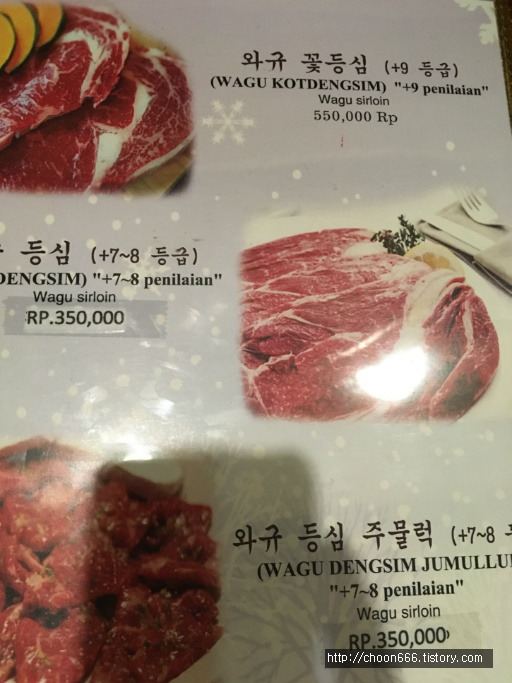 와규 꽃등심 (+9 등급)
(WAGU KOTDENGSIM) "+9 penilaian"
Wagu sirloin
550,000 Rp
등심 (+7~8 등급)
DENGSIM) "+7~8 penilaian"
Wagu sirloin
RP.350,000
와규 등심 주물럭 (+7~8
(WAGU DENGSIM JUMULLU
"+7~8 penilaian"
Wagu sirloin
RP.350,000
http://choon666.tistory.com